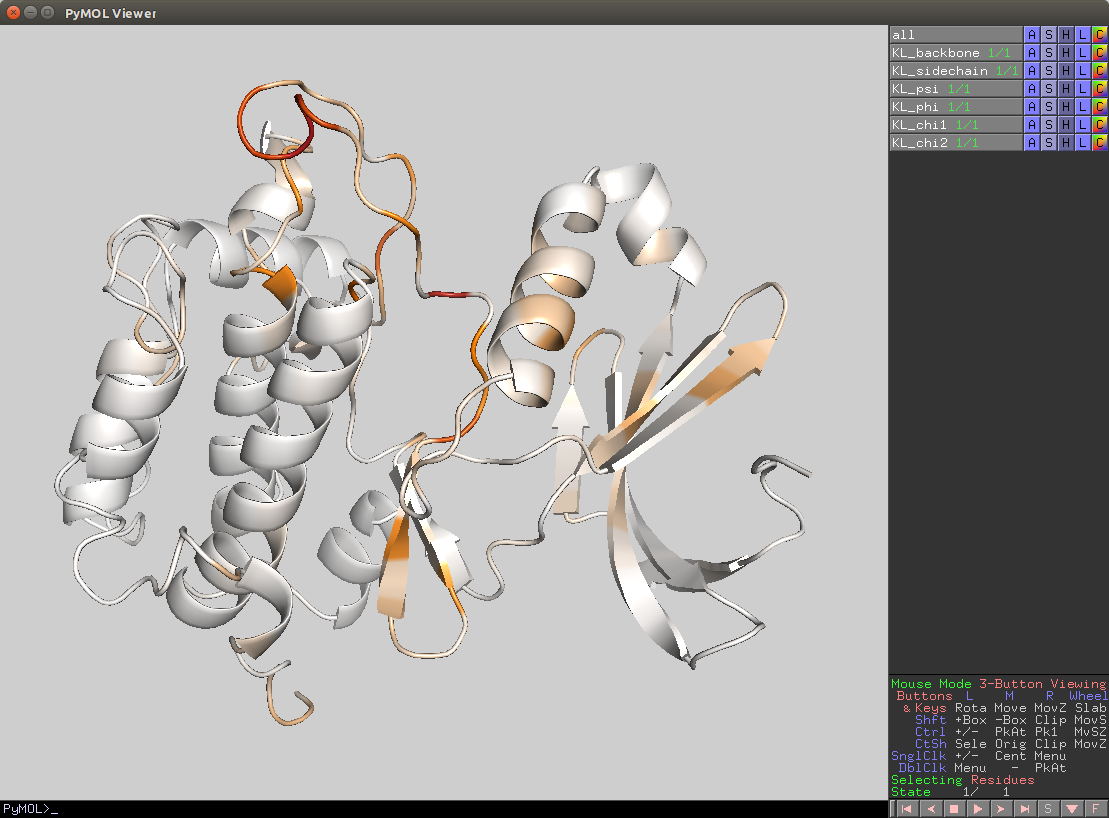 PyMOL Viewer
all A S H L C
KL_backbone 1/1 A S H L C
KL_sidechain 1/1 A S H L C
KL_psi 1/1 A S H L C
KL_phi 1/1 A S H L C
KL_chi1 1/1 A S H L C
KL_chi2 1/1 A S H L C
Mouse Mode 3-Button Viewing
Buttons L M R Wheel
& Keys Rota Move MovZ Slab
Shft +Box -Box Clip MovS
Ctrl +/- PkAt Pk1 MvSZ
CtSh Sele Orig Clip MovZ
SnglClk +/- Cent Menu
DblClk Menu - PkAt
Selecting Residues
State 1/ 1
PyMOL>_ S F